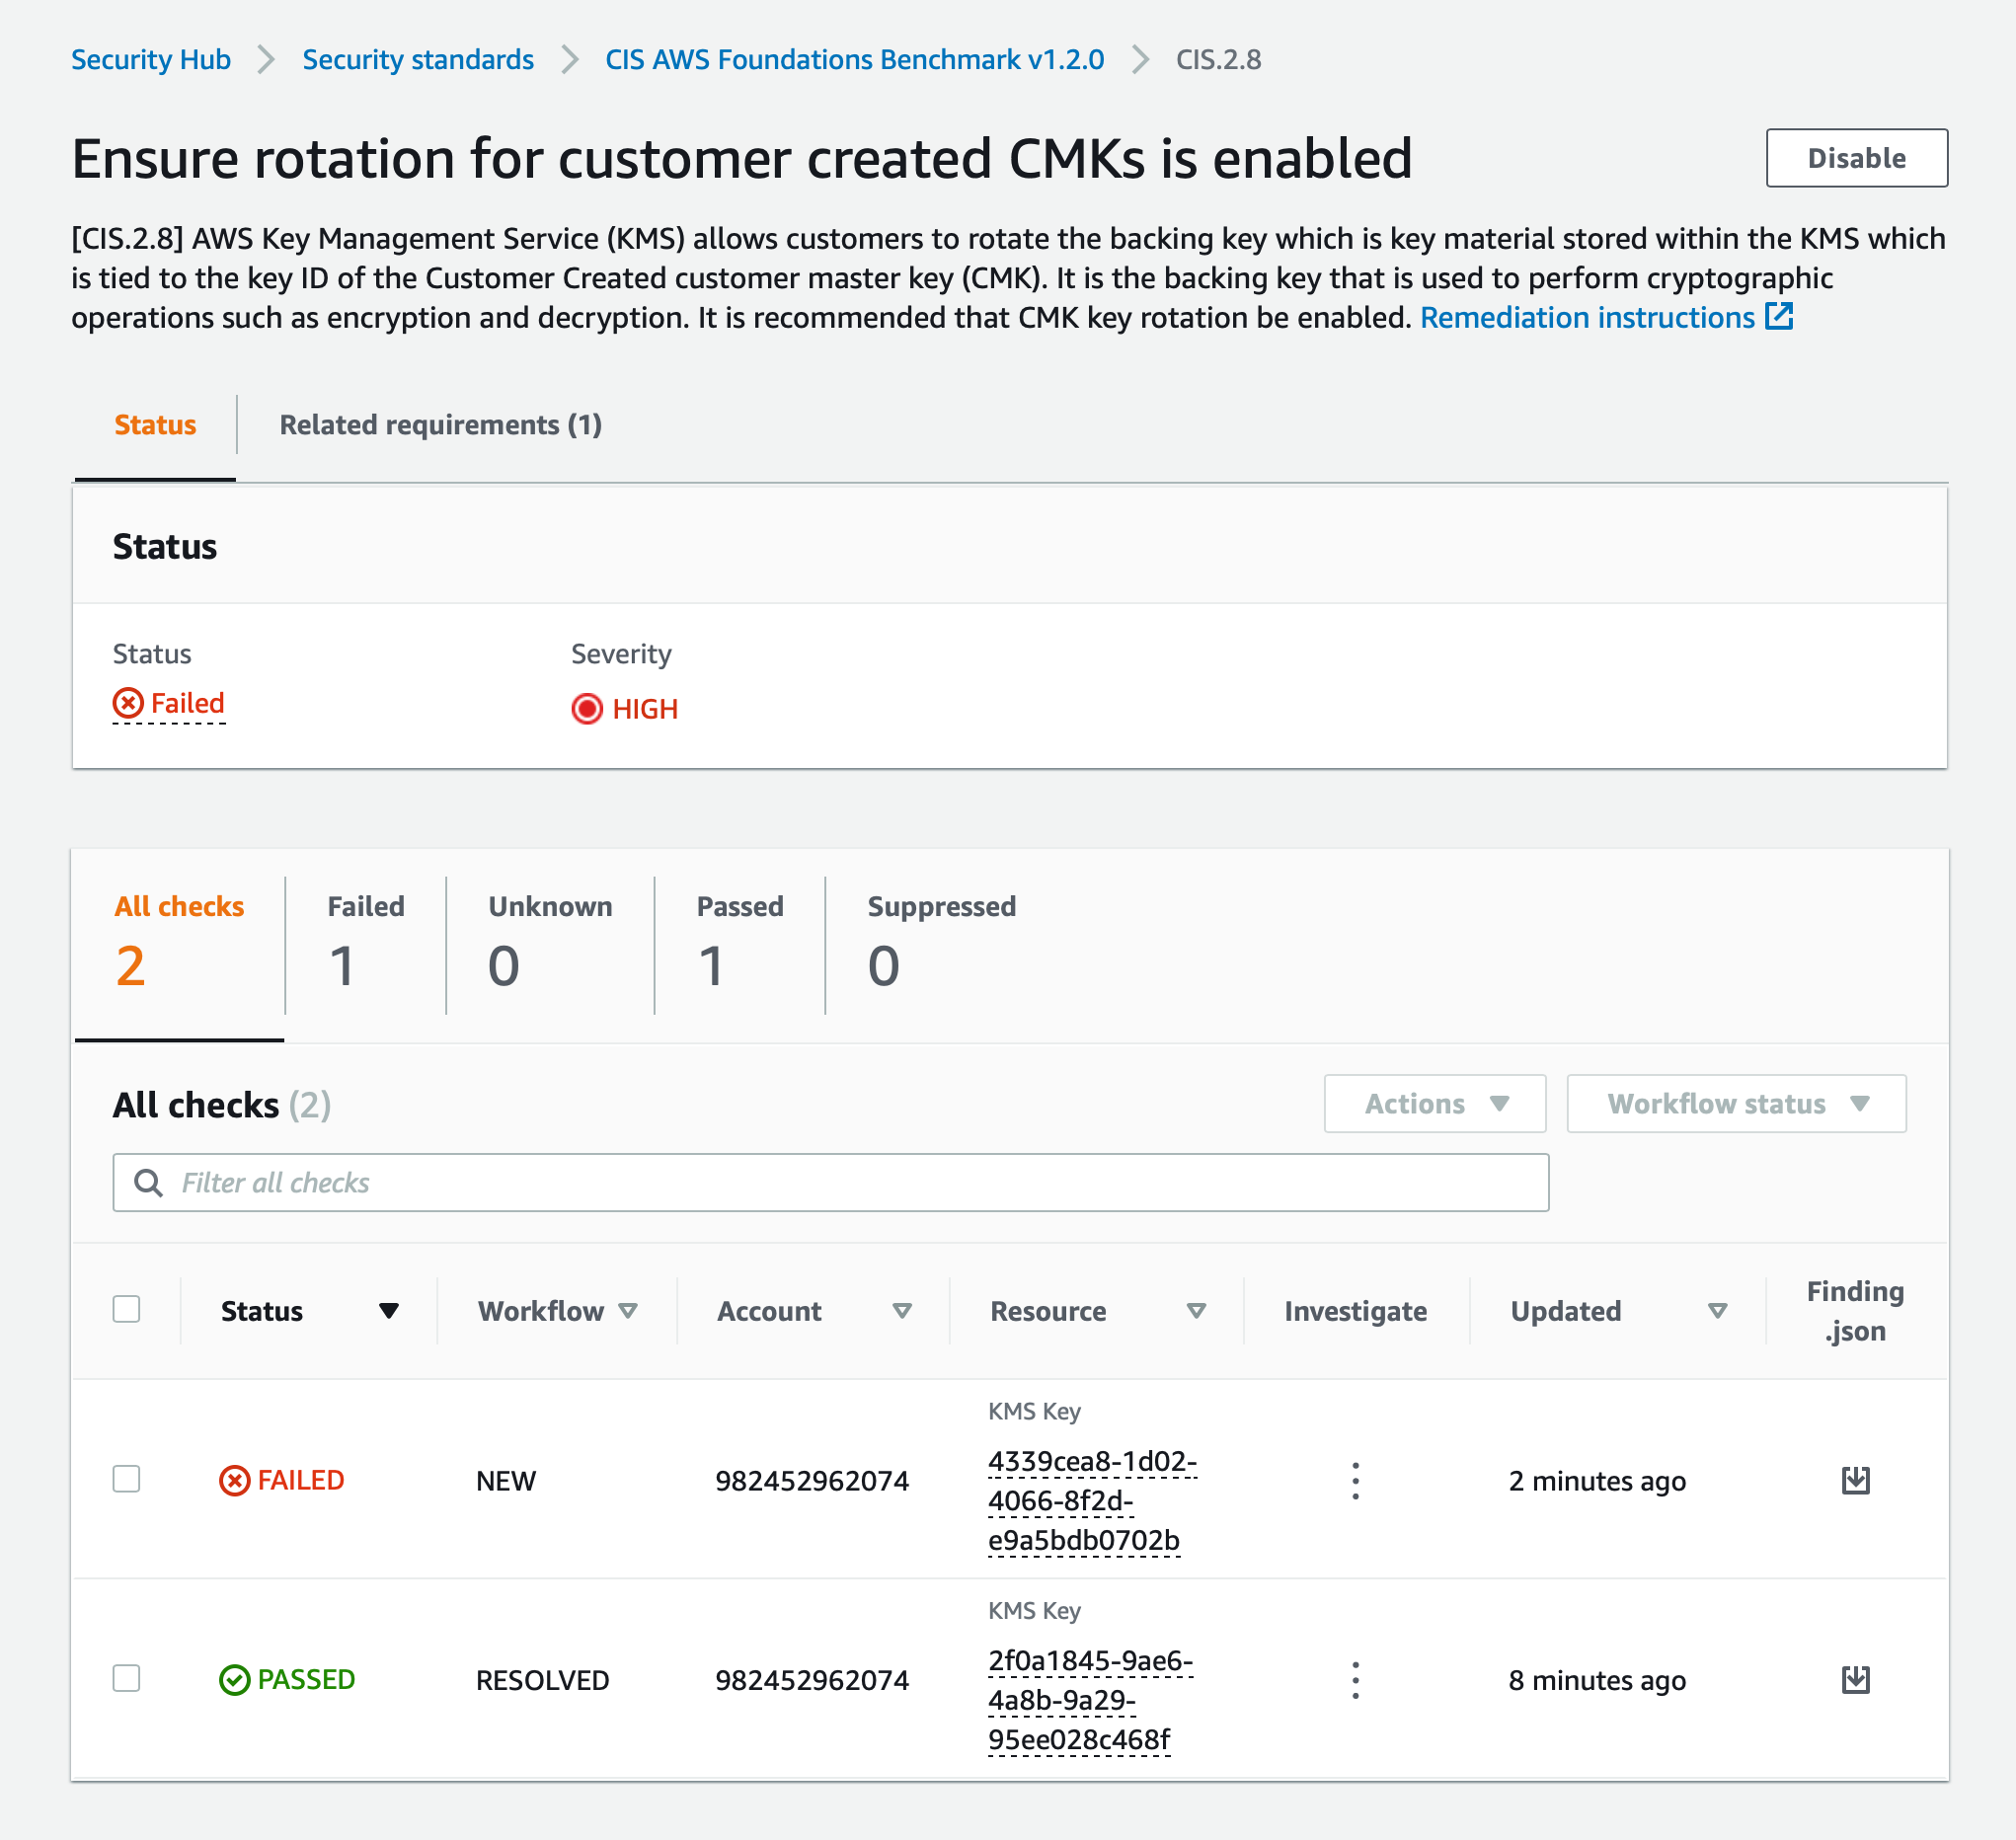 Security Hub > Security standards > CIS AWS Foundations Benchmark v1.2.0 > CIS.2.8
Ensure rotation for customer created CMKs is enabled
Disable
[CIS.2.8] AWS Key Management Service (KMS) allows customers to rotate the backing key which is key material stored within the KMS which
is tied to the key ID of the Customer Created customer master key (CMK). It is the backing key that is used to perform cryptographic
operations such as encryption and decryption. It is recommended that CMK key rotation be enabled. Remediation instructions
Status
Related requirements (1)
Status
Status
Severity
Failed
HIGH
All checks
Failed
Unknown
Passed
Suppressed
2
1
0
1
0
All checks (2)
Actions
Workflow status
Filter all checks
Status
Workflow
Account
Resource
Investigate
Updated
Finding
.json
FAILED
NEW
982452962074
KMS Key
4339cea8-1d02-
4066-8f2d-
e9a5bdb0702b
2 minutes ago
PASSED
RESOLVED
982452962074
KMS Key
2f0a1845-9ae6-
4a8b-9a29-
95ee028c468f
8 minutes ago